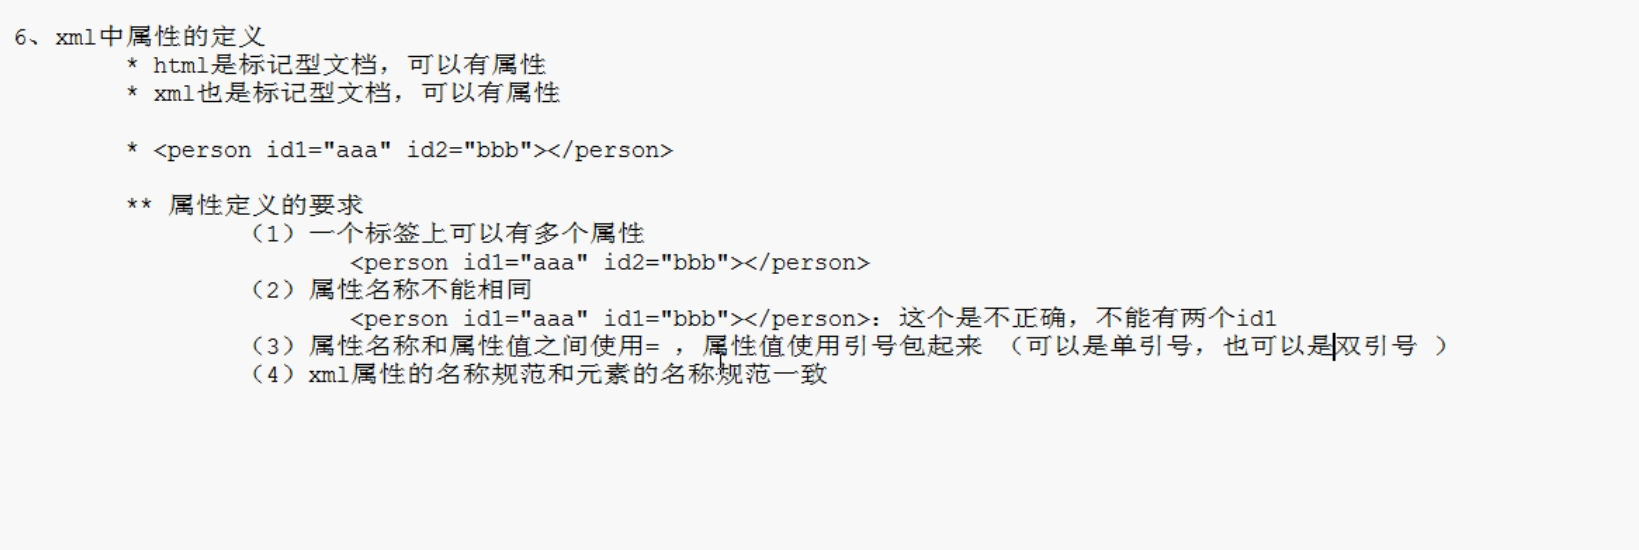 6、xml中属性的定义
* html是标记型文档，可以有属性
* xml也是标记型文档，可以有属性
* <person id1="aaa" id2="bbb"></person>
** 属性定义的要求
（1）一个标签上可以有多个属性
<person id1="aaa" id2="bbb"></person>
（2）属性名称不能相同
<person id1="aaa" id1="bbb"></person>：这个是不正确，不能有两个id1
（3）属性名称和属性值之间使用= ，属性值使用引号包起来 （可以是单引号，也可以是双引号 ）
（4）xml属性的名称规范和元素的名称规范一致